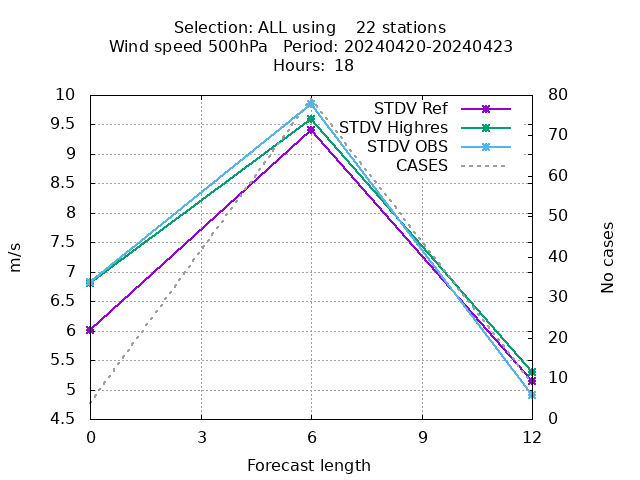 Selection: ALL using    22 stations
Wind speed 500hPa   Period: 20240420-20240423
Hours:  18
STDV Ref
STDV Highres
STDV OBS
CASES
10
9.5
9
8.5
8
7.5
7
6.5
6
5.5
5
4.5
80
70
60
50
40
30
20
10
0
m/s
No cases
0 3 6 9 12
Forecast length